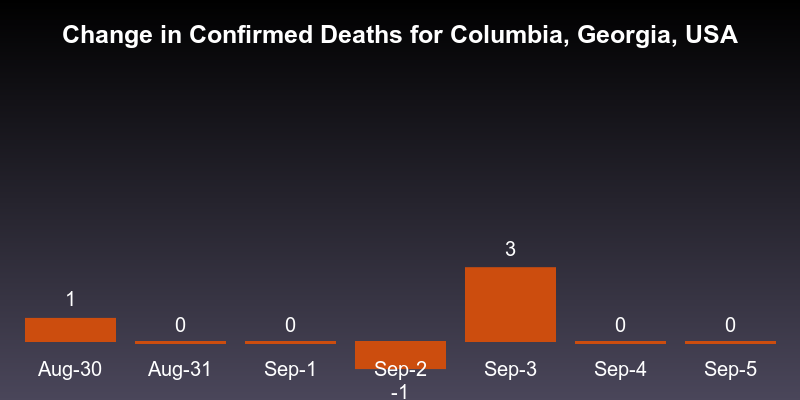 Change in Confirmed Deaths for Columbia, Georgia, USA
3
1
0
0
0
0
Aug-30
Aug-31
Sep-1
Sep-2
Sep-3
Sep-4
Sep-5
-1